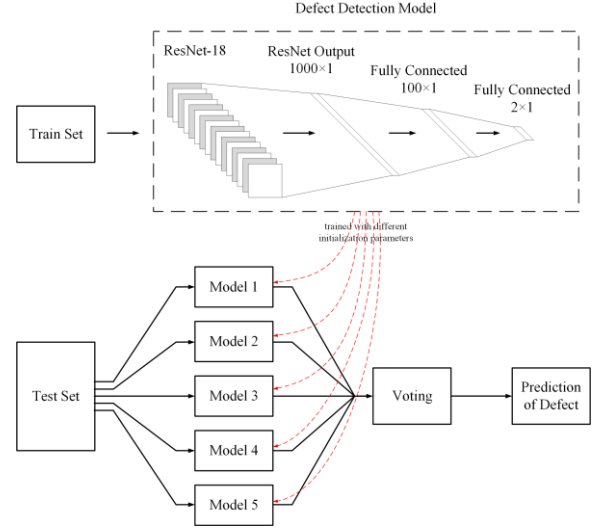 Defect Detection Model
ResNet-18
ResNet Output
1000×1
Fully Connected
100×1
Fully Connected
2×1
Train Set
trained with different
initialization parameters
Model 1
Model 2
Model 3
Model 4
Model 5
Test Set
Voting
Prediction
of Defect